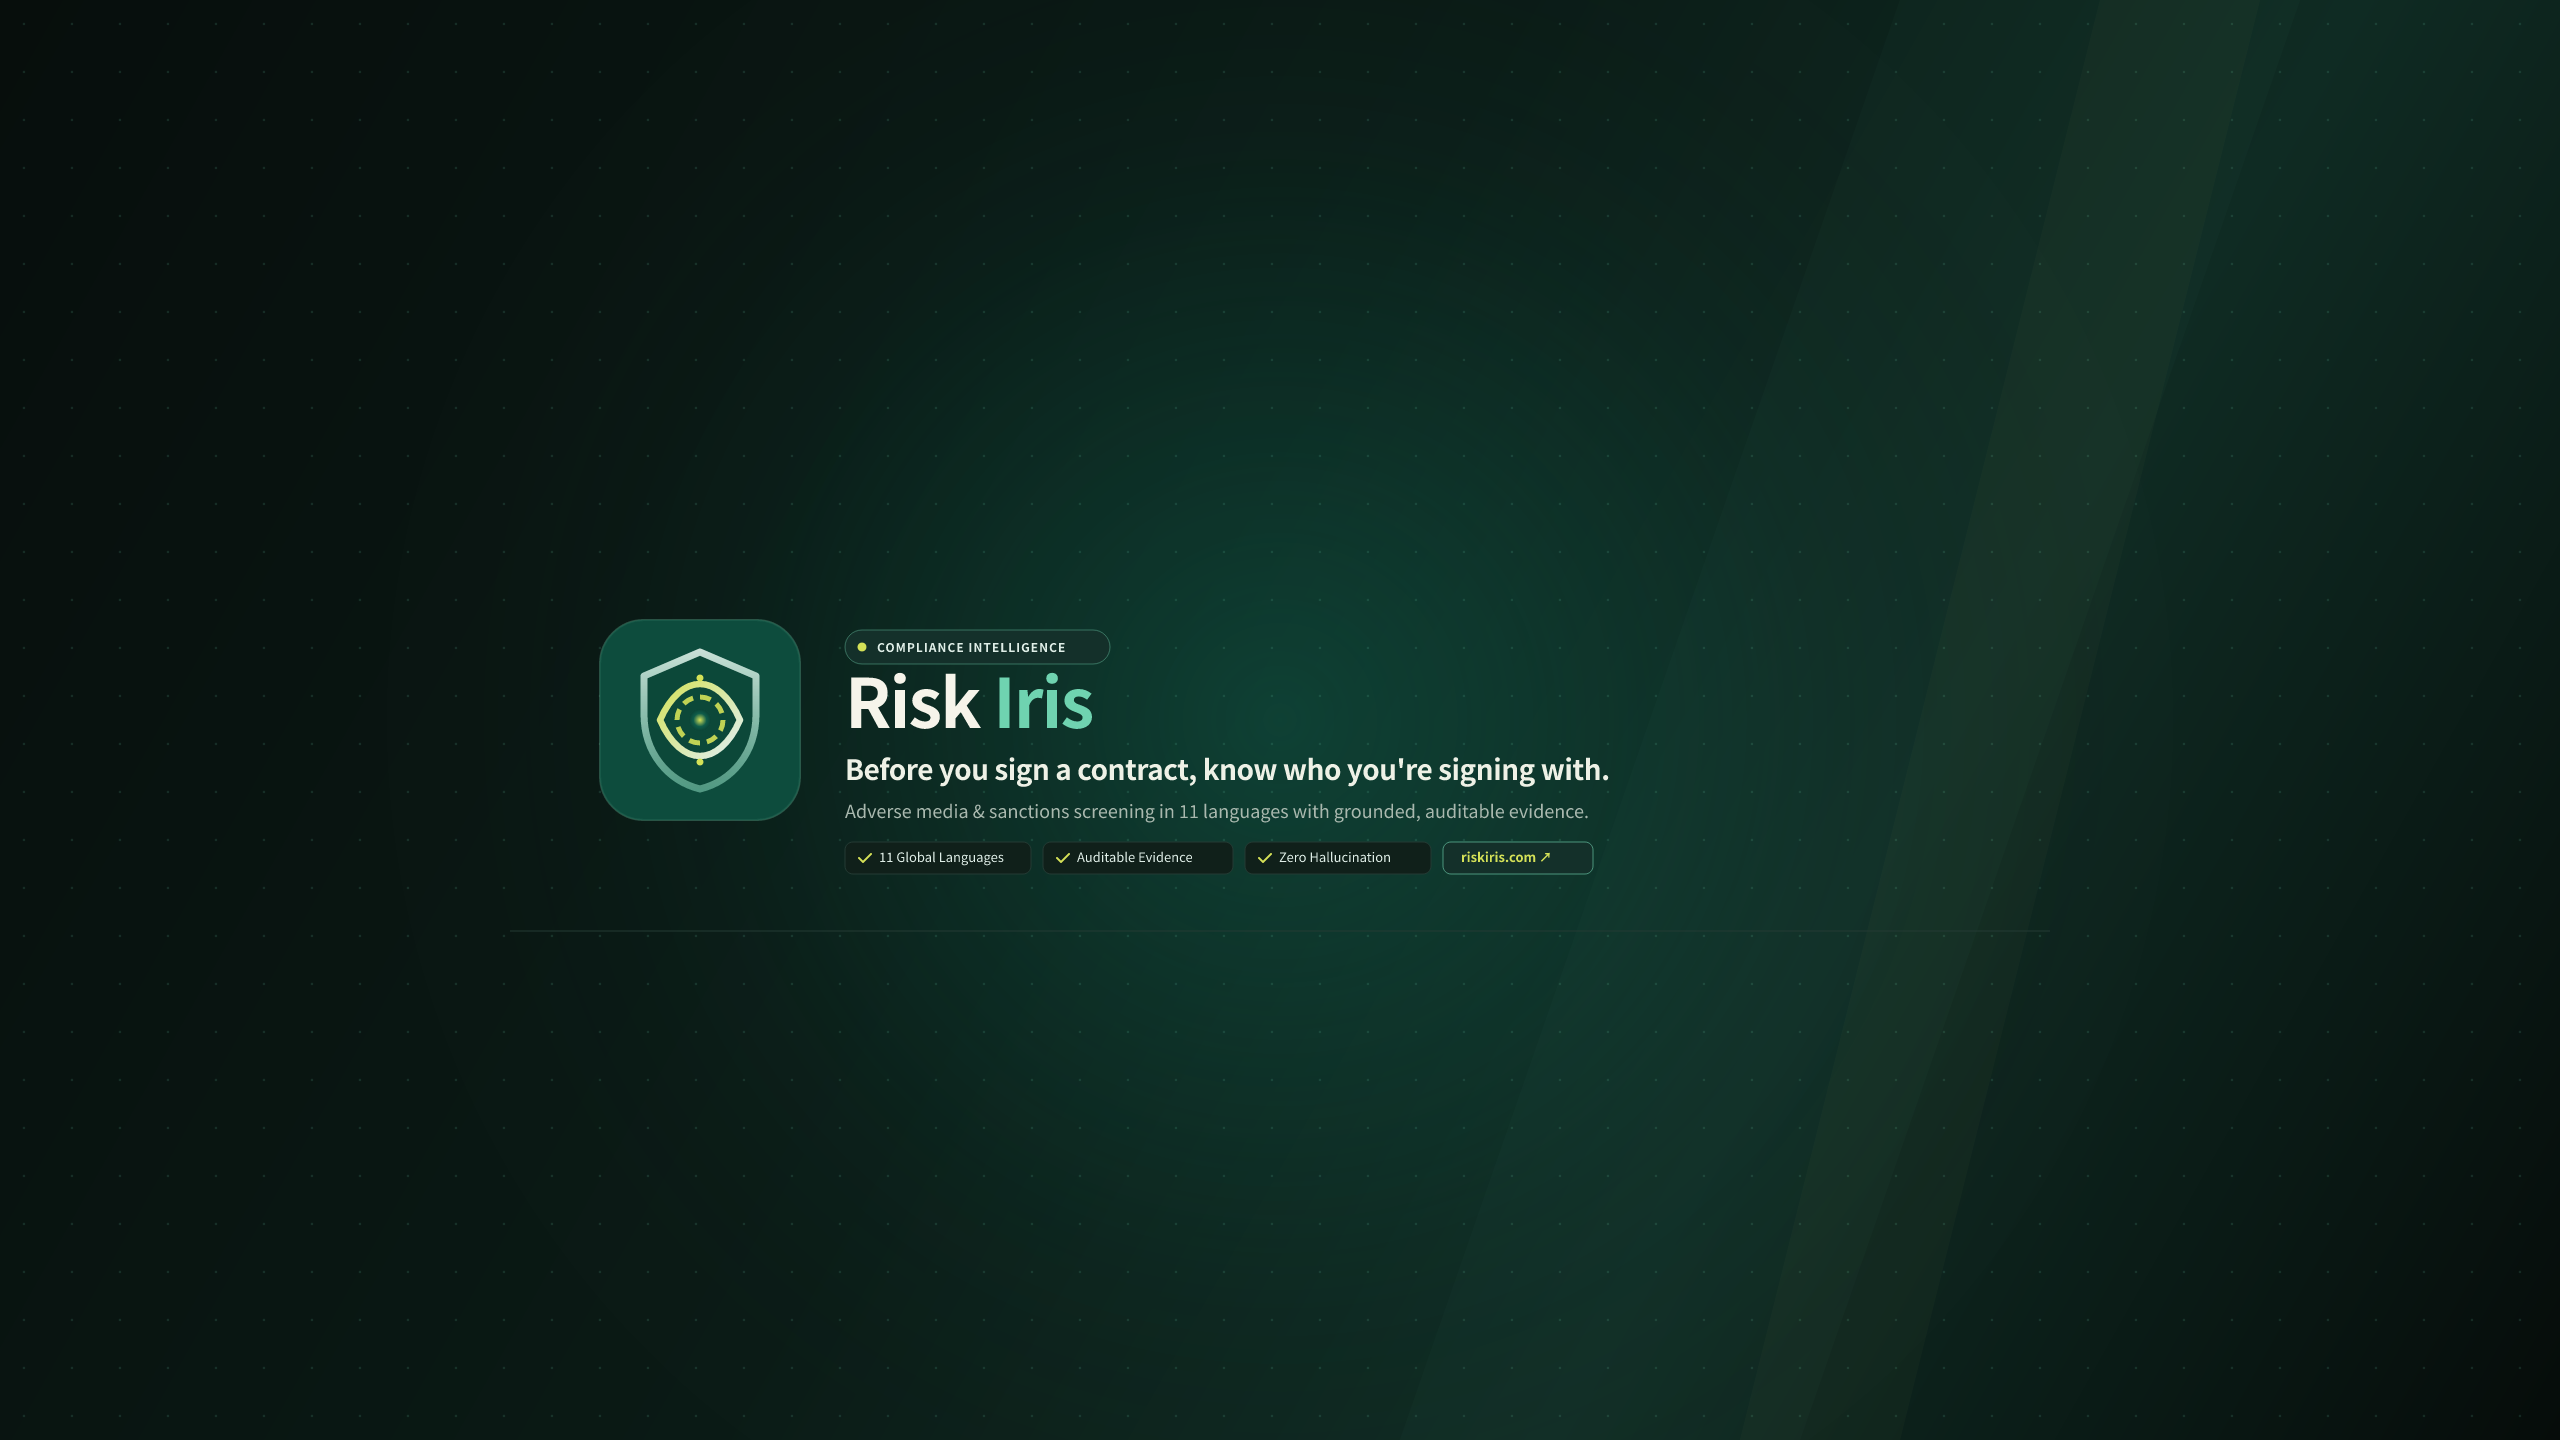 COMPLIANCE INTELLIGENCE
Risk Iris
Before you sign a contract, know who you're signing with.
Adverse media & sanctions screening in 11 languages with grounded, auditable evidence.
11 Global Languages
Auditable Evidence
Zero Hallucination
riskiris.com ↗